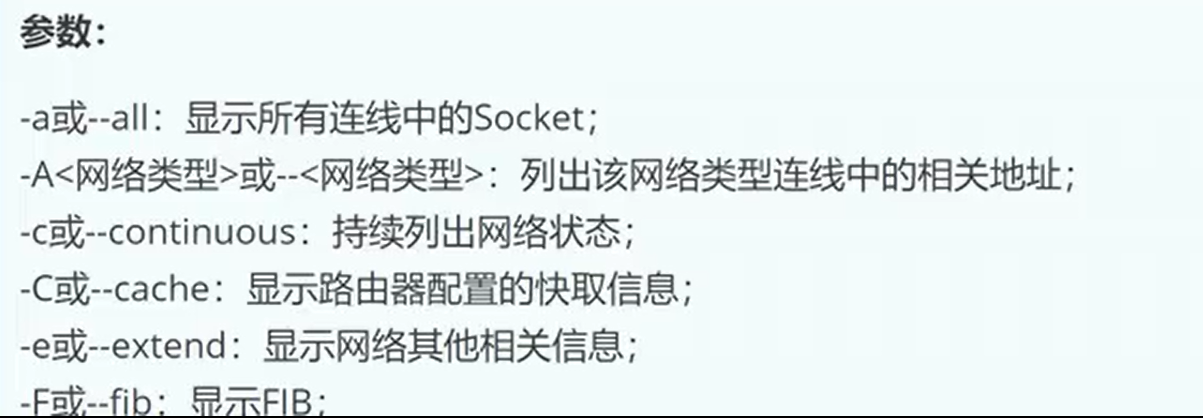 参数：
-a或--all：显示所有连线中的Socket；
-A<网络类型>或--<网络类型>：列出该网络类型连线中的相关地址；
-c或--continuous：持续列出网络状态；
-C或--cache：显示路由器配置的快取信息；
-e或--extend：显示网络其他相关信息；
-F或--fib：显示FIB；